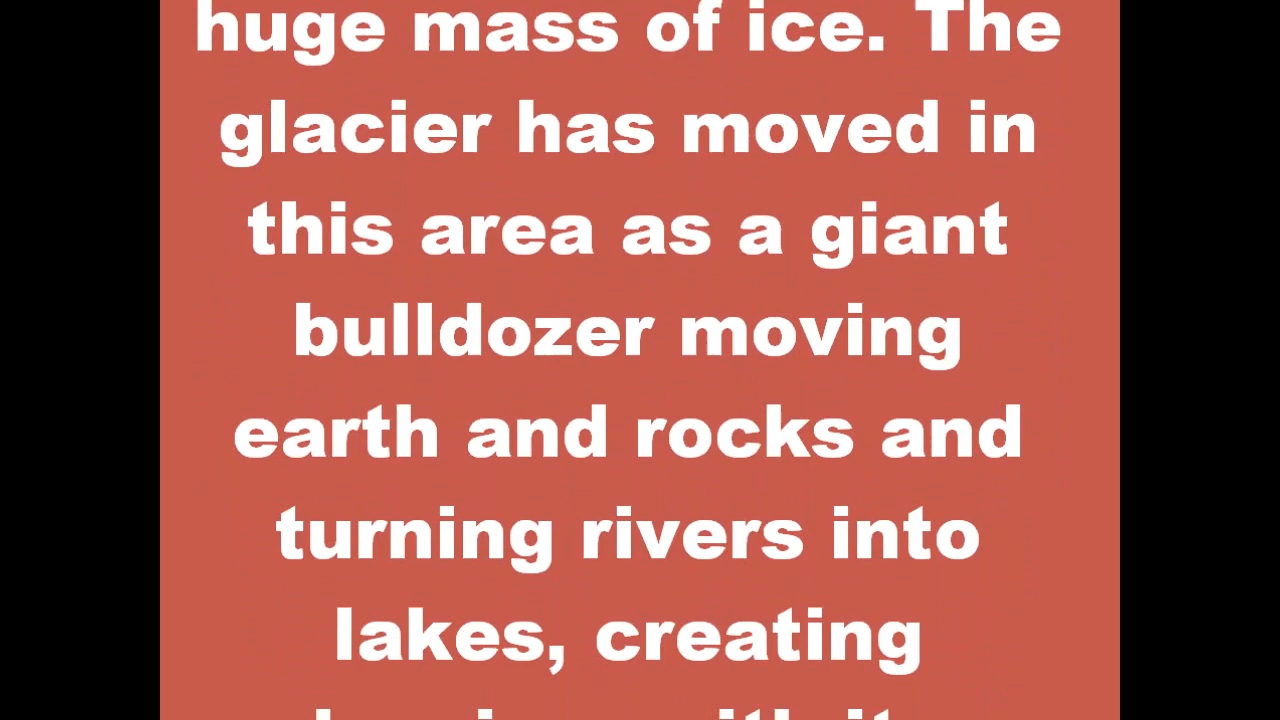 huge mass of ice. The
glacier has moved in
this area as a giant
bulldozer moving
earth and rocks and
turning rivers into
lakes, creating